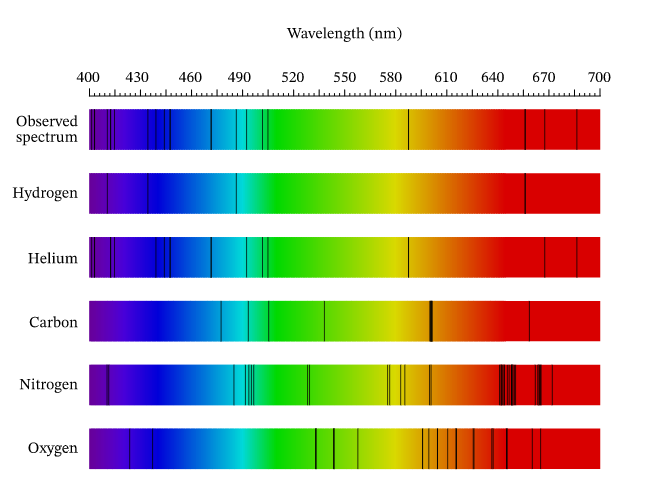 Wavelength (nm)
400 430 460 490 520 550 580 610 640 670 700
Observed
spectrum
Hydrogen
Helium
Carbon
Nitrogen
Oxygen